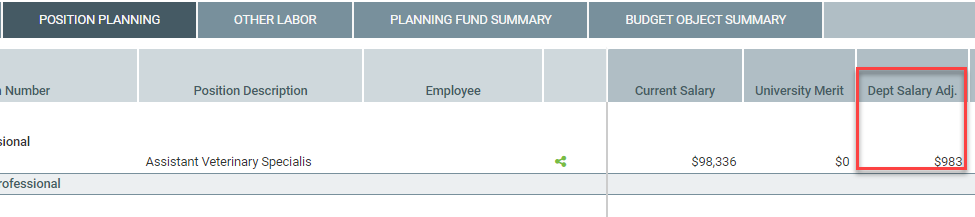 POSITION PLANNING OTHER LABOR PLANNING FUND SUMMARY BUDGET OBJECT SUMMARY
Number Position Description Employee Current Salary University Merit Dept Salary Adj.
sional
Assistant Veterinary Specialis $98,336 $0 $983
rofessional